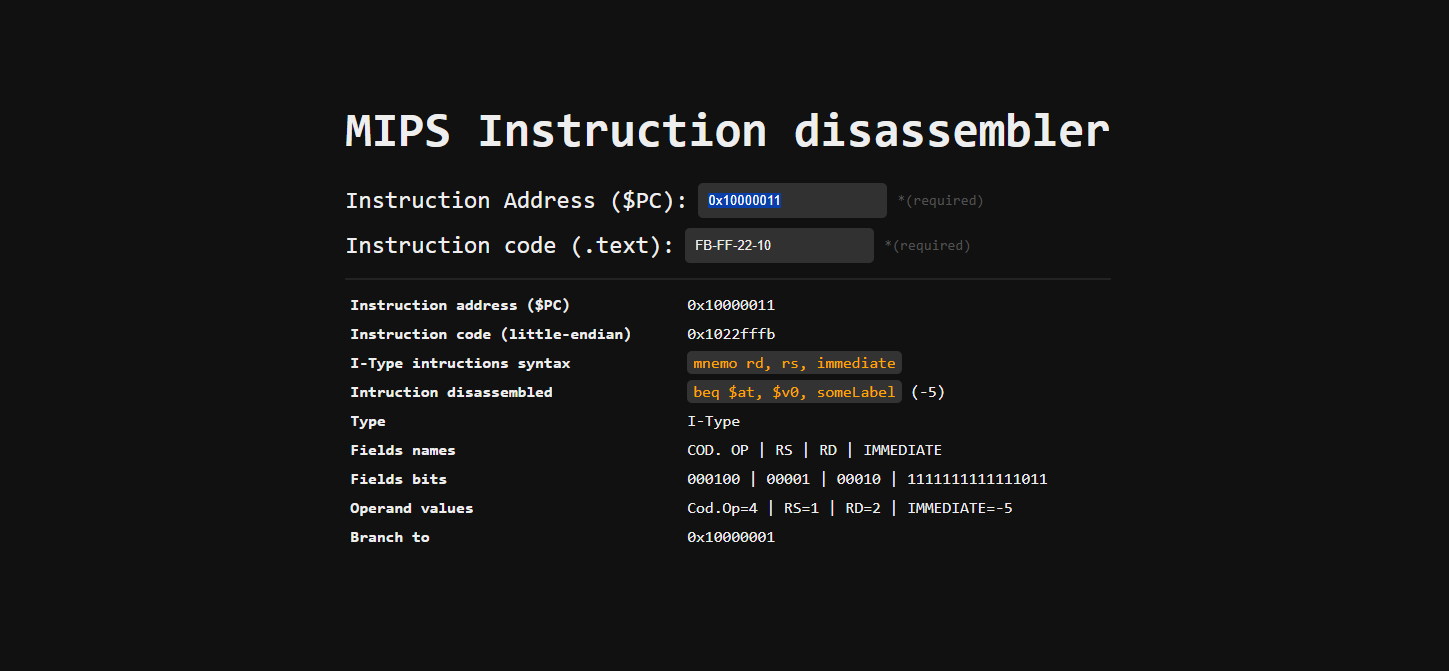 MIPS Instruction disassembler
Instruction Address ($PC): 0x10000011 *(required)
Instruction code (.text): FB-FF-22-10 *(required)
Instruction address ($PC) 0x10000011
Instruction code (little-endian) 0x1022fffb
I-Type intructions syntax mnemo rd, rs, immediate
Intruction disassembled beq $at, $v0, someLabel (-5)
Type I-Type
Fields names COD. OP | RS | RD | IMMEDIATE
Fields bits 000100 | 00001 | 00010 | 1111111111111011
Operand values Cod.Op=4 | RS=1 | RD=2 | IMMEDIATE=-5
Branch to 0x10000001